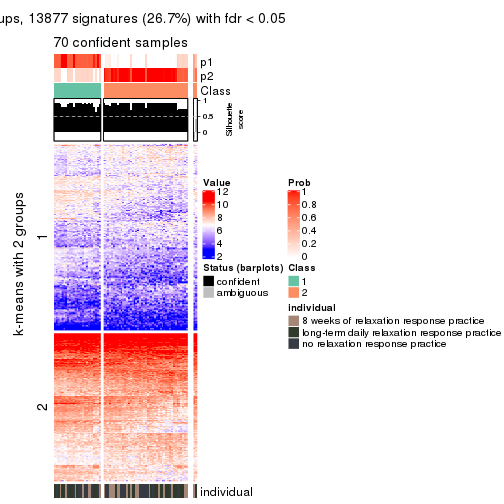 ups, 13877 signatures (26.7%) with fdr < 0.05
70 confident samples
p1
p2
Class
1
0.5
0
Silhouette
score
k-means with 2 groups
1
2
Value
12
10
8
6
4
2
Prob
1
0.8
0.6
0.4
0.2
0
Status (barplots)
confident
ambiguous
Class
1
2
individual
8 weeks of relaxation response practice
long-term daily relaxation response practice
no relaxation response practice
individual